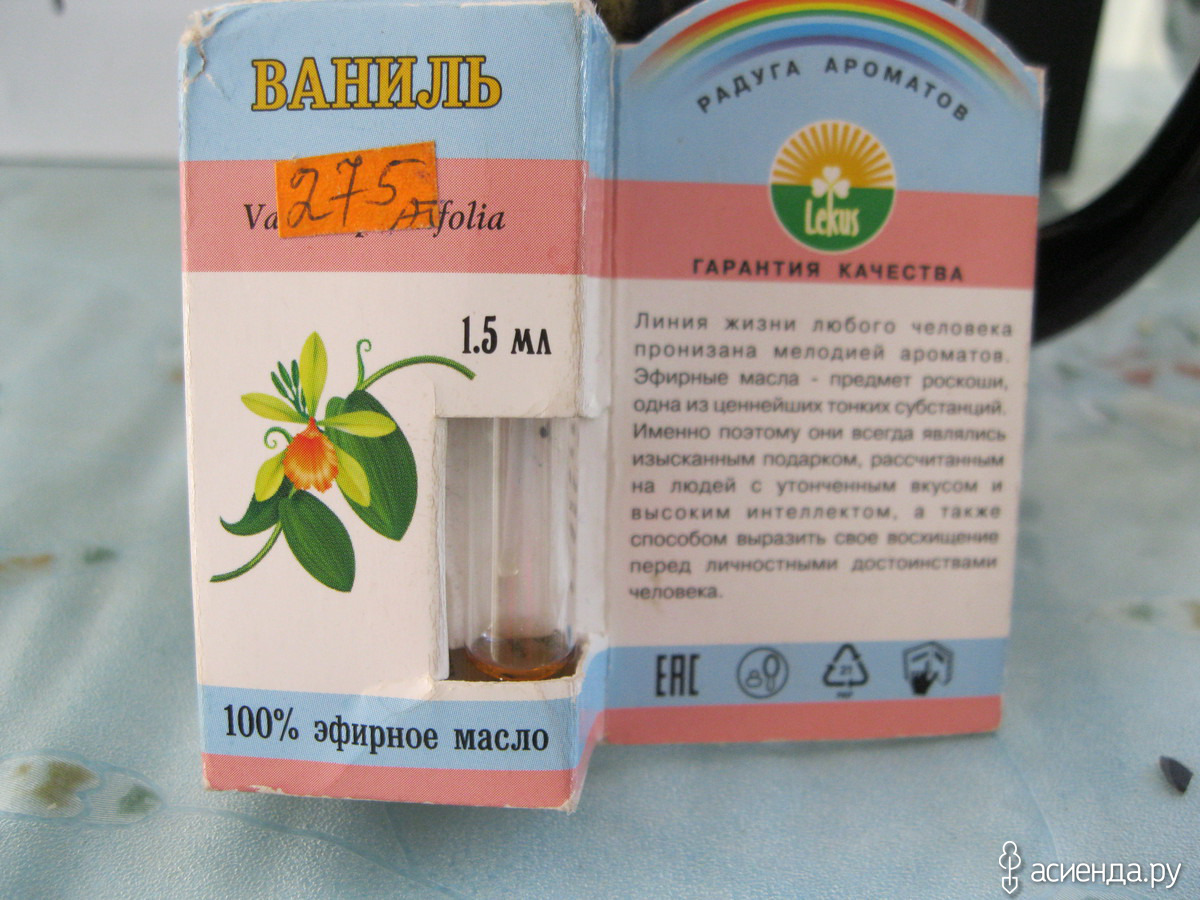 ВАНИЛЬ
275
Va folia
1.5 мл
100% эфирное масло
РАДУГА АРОМАТОВ
Lekus
ГАРАНТИЯ КАЧЕСТВА
Линия жизни любого человека
пронизана мелодией ароматов.
Эфирные масла - предмет роскоши,
одна из ценнейших тонких субстанций.
Именно поэтому они всегда являлись
изысканным подарком, рассчитанным
на людей с утонченным вкусом и
высоким интеллектом, а также
способом выразить свое восхищение
перед личностными достоинствами
человека.
EAC
21
PAP
асиенда.ру